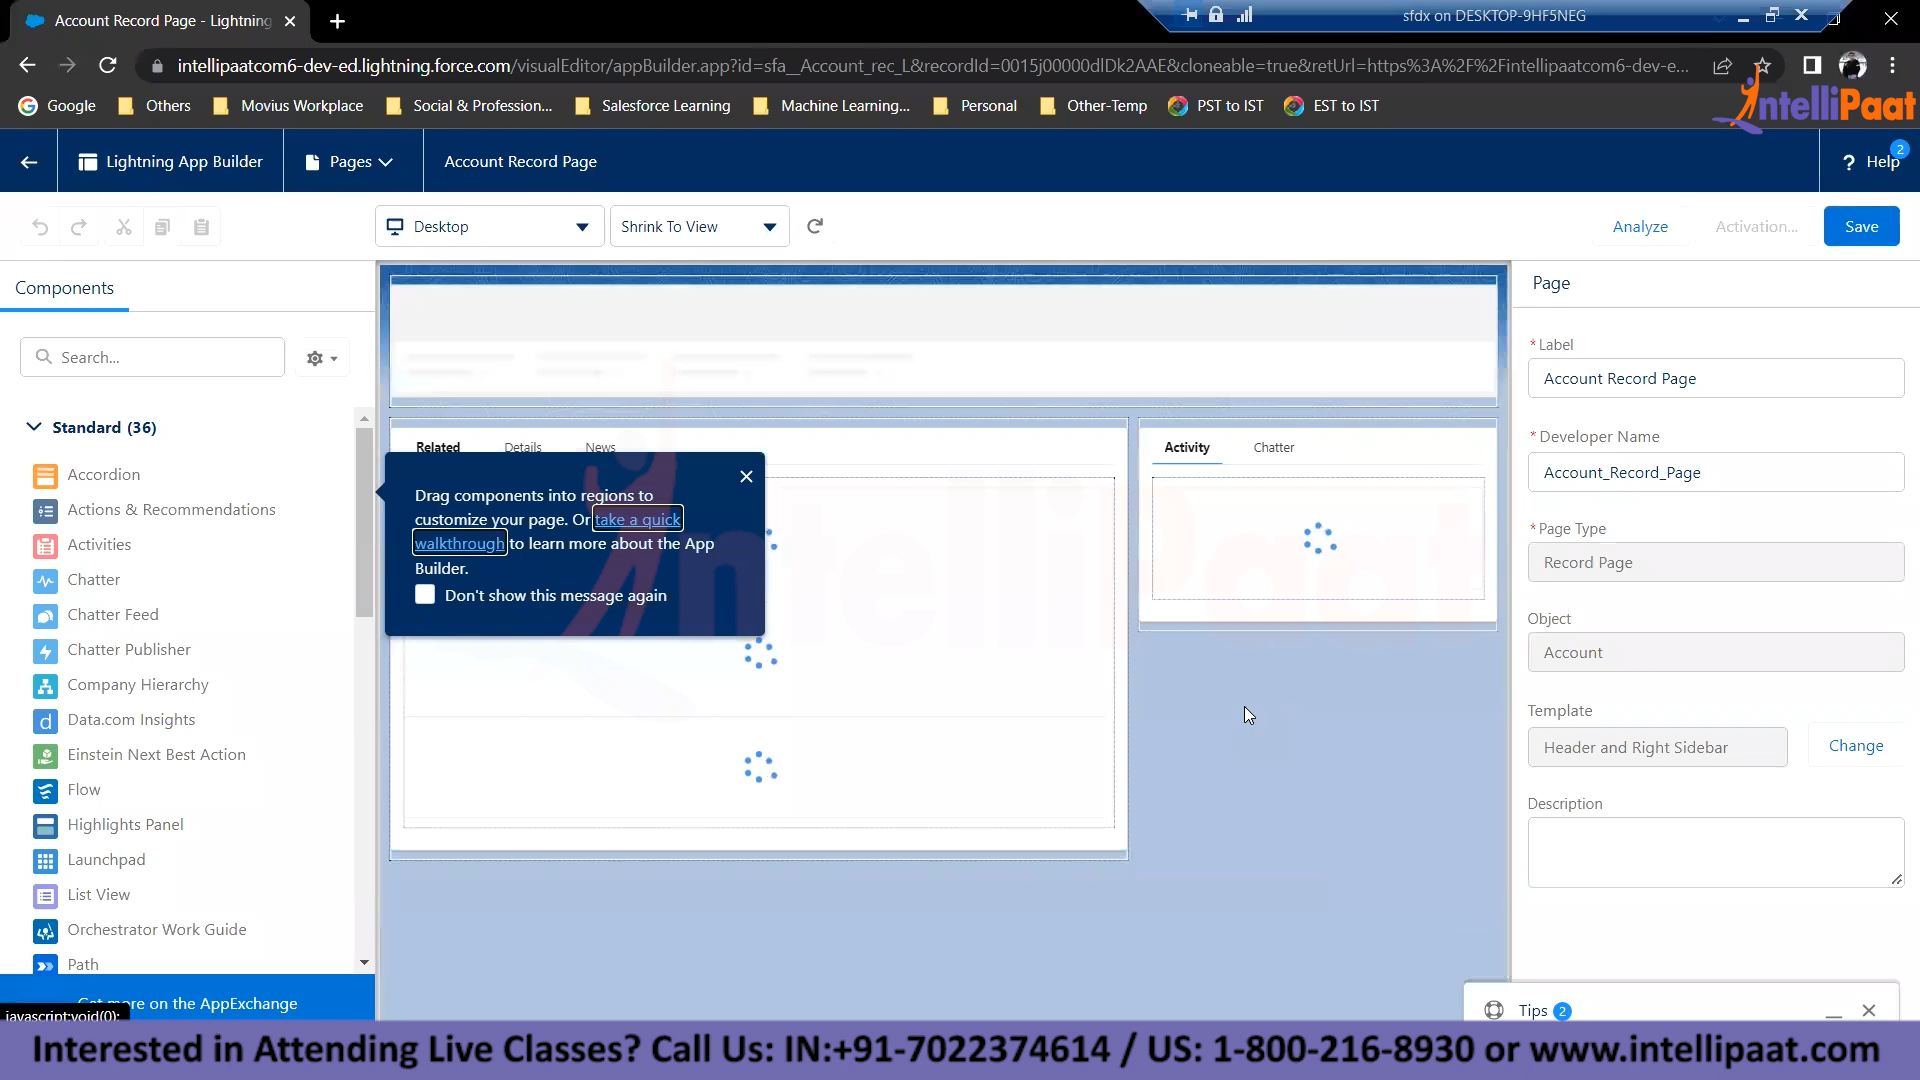 Account Record Page - Lightning
sfdx on DESKTOP-9HF5NEG
intellipaatcom6-dev-ed.lightning.force.com/visualEditor/appBuilder.app?id=sfa__Account_rec_L&recordId=0015j00000dlDk2AAE&cloneable=true&retUrl=https%3A%2F%2Fintellipaatcom6-dev-e...
Google Others Movius Workplace Social & Profession... Salesforce Learning Machine Learning... Personal Other-Temp PST to IST EST to IST
IntelliPaat
Lightning App Builder Pages Account Record Page ? Help 2
Desktop Shrink To View Analyze Activation... Save
Components
Search...
Standard (36)
Accordion
Actions & Recommendations
Activities
Chatter
Chatter Feed
Chatter Publisher
Company Hierarchy
Data.com Insights
Einstein Next Best Action
Flow
Highlights Panel
Launchpad
List View
Orchestrator Work Guide
Path
Get more on the AppExchange
javascript:void(0);
Related Details News
Drag components into regions to
customize your page. Or take a quick
walkthrough to learn more about the App
Builder.
Don't show this message again
Activity Chatter
IntelliPaat
Page
*Label
Account Record Page
*Developer Name
Account_Record_Page
*Page Type
Record Page
Object
Account
Template
Header and Right Sidebar Change
Description
Tips 2
Interested in Attending Live Classes? Call Us: IN:+91-7022374614 / US: 1-800-216-8930 or www.intellipaat.com